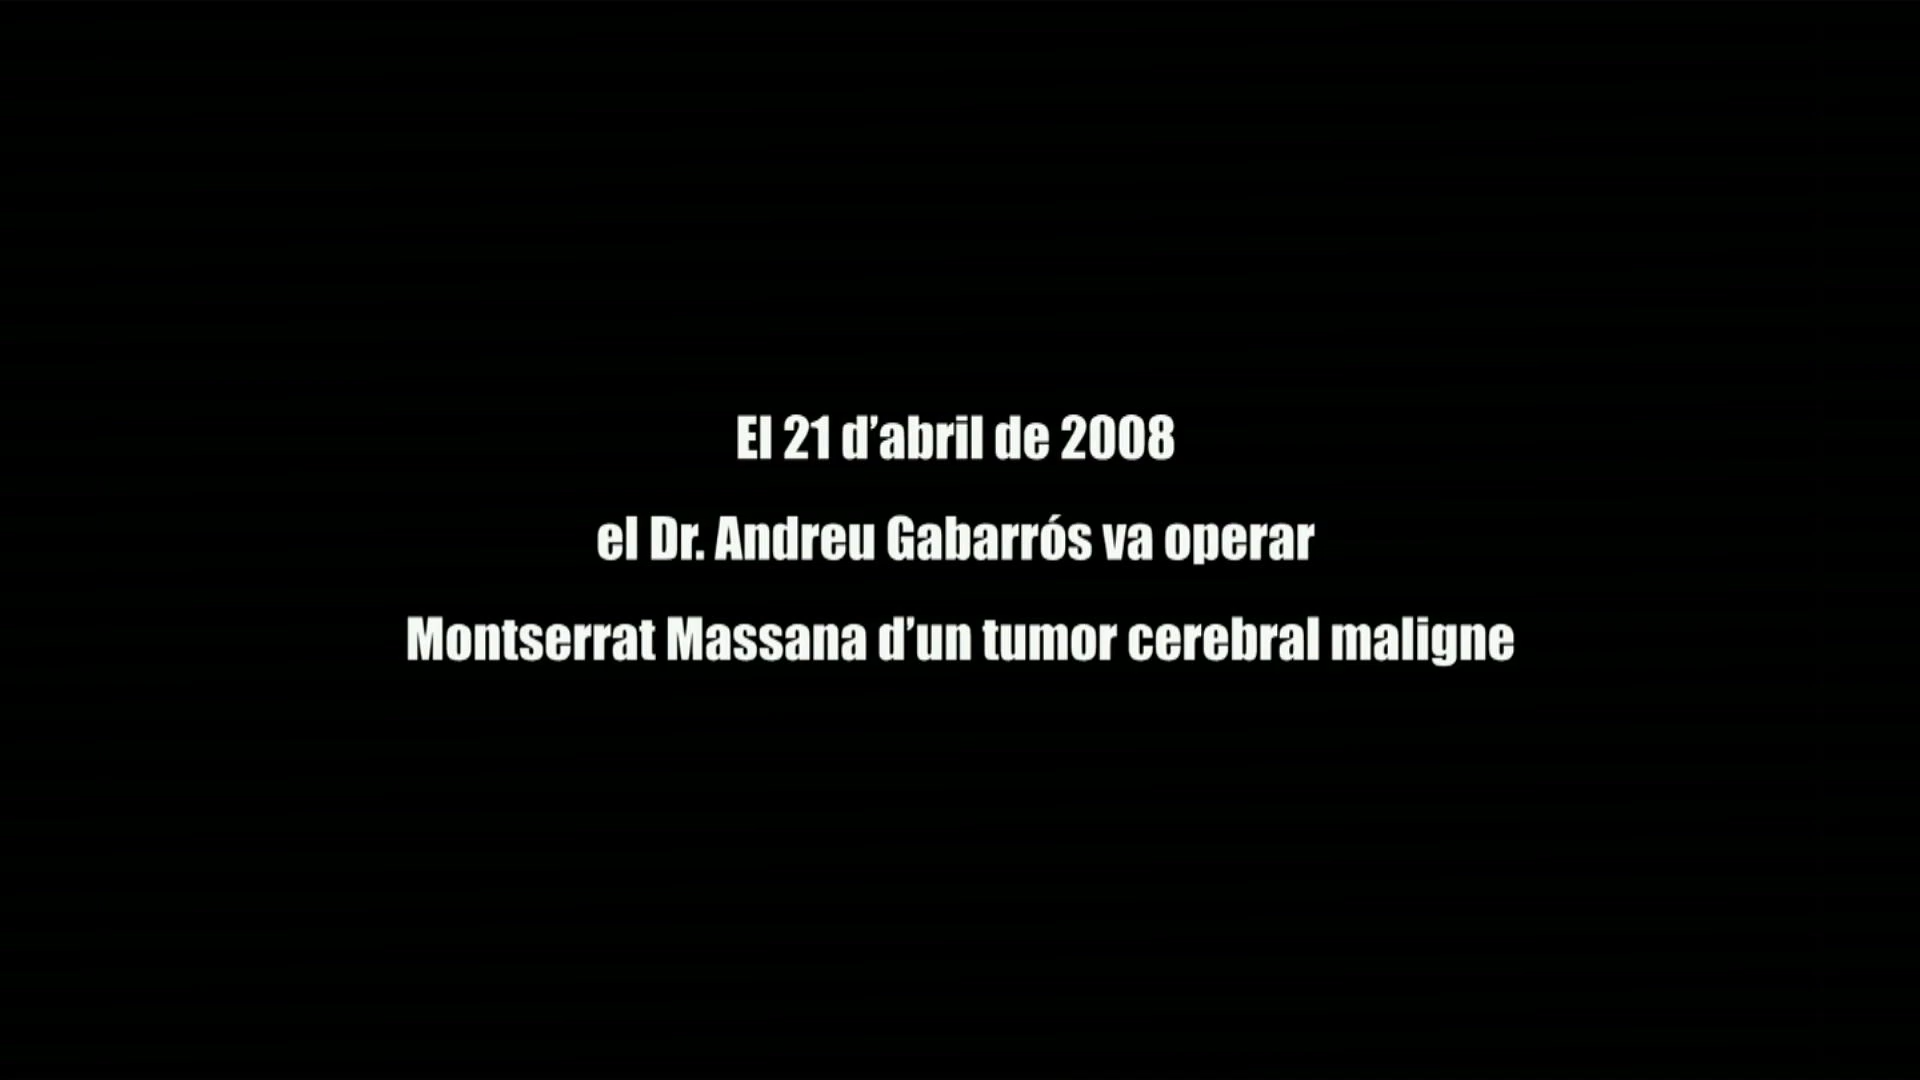 El 21 d’abril de 2008
el Dr. Andreu Gabarrós va operar
Montserrat Massana d’un tumor cerebral maligne